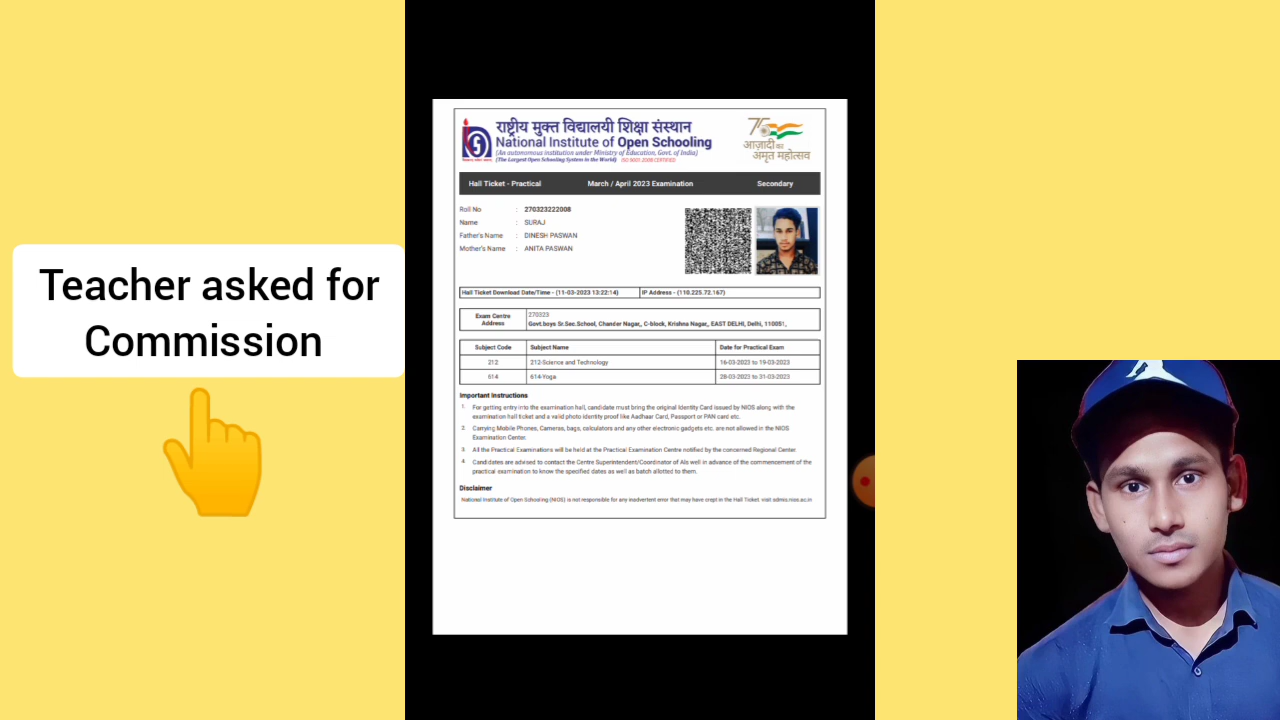 Teacher asked for
Commission
राष्ट्रीय मुक्त विद्यालयी शिक्षा संस्थान
National Institute of Open Schooling
(An autonomous institution under Ministry of Education, Govt. of India)
(The Largest Open Schooling System in the World) ISO 9001:2008 CERTIFIED
75
आज़ादी का
अमृत महोत्सव
Hall Ticket - Practical March / April 2023 Examination Secondary
Roll No : 270323222008
Name : SURAJ
Father's Name : DINESH PASWAN
Mother's Name : ANITA PASWAN
Hall Ticket Download Date/Time - (11-03-2023 13:22:14) IP Address - (110.225.72.167)
Exam Centre Address
270323
Govt.boys Sr.Sec.School, Chander Nagar,, C-block, Krishna Nagar,, EAST DELHI, Delhi, 110051,
Subject Code Subject Name Date for Practical Exam
212 212-Science and Technology 16-03-2023 to 19-03-2023
614 614-Yoga 28-03-2023 to 31-03-2023
Important Instructions
1. For getting entry into the examination hall, candidate must bring the original Identity Card issued by NIOS along with the
examination hall ticket and a valid photo identity proof like Aadhaar Card, Passport or PAN card etc.
2. Carrying Mobile Phones, Cameras, bags, calculators and any other electronic gadgets etc. are not allowed in the NIOS
Examination Center.
3. All the Practical Examinations will be held at the Practical Examination Centre notified by the concerned Regional Center.
4. Candidates are advised to contact the Centre Superintendent/Coordinator of AIs well in advance of the commencement of the
practical examination to know the specified dates as well as batch allotted to them.
Disclaimer
National Institute of Open Schooling (NIOS) is not responsible for any inadvertent error that may have crept in the Hall Ticket. visit sdmis.nios.ac.in